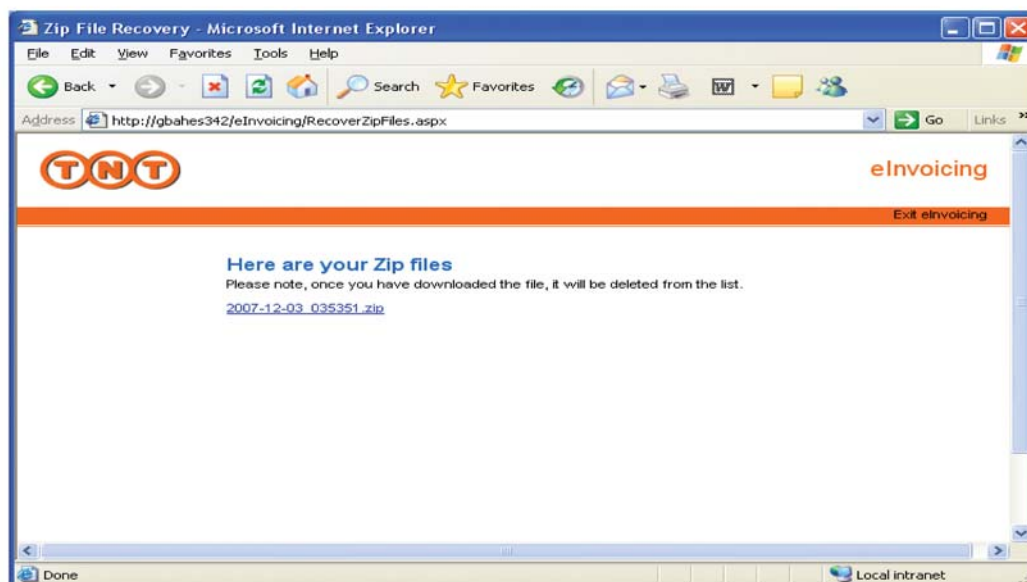 Zip File Recovery - Microsoft Internet Explorer
File Edit View Favorites Tools Help
Back Search Favorites W
Address http://gbahes342/eInvoicing/RecoverZipFiles.aspx Go Links »
TNT eInvoicing
Exit eInvoicing
Here are your Zip files
Please note, once you have downloaded the file, it will be deleted from the list.
2007-12-03_035351.zip
Done Local intranet